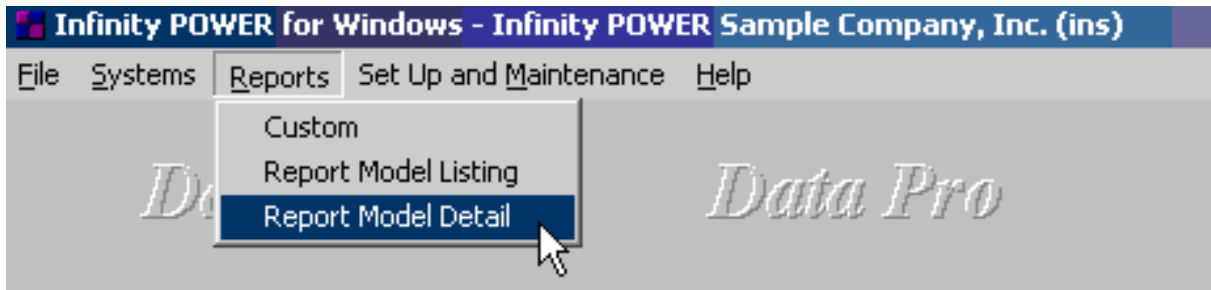 Infinity POWER for Windows - Infinity POWER Sample Company, Inc. (ins)
File Systems Reports Set Up and Maintenance Help
Custom
Report Model Listing
Report Model Detail
Data Pro